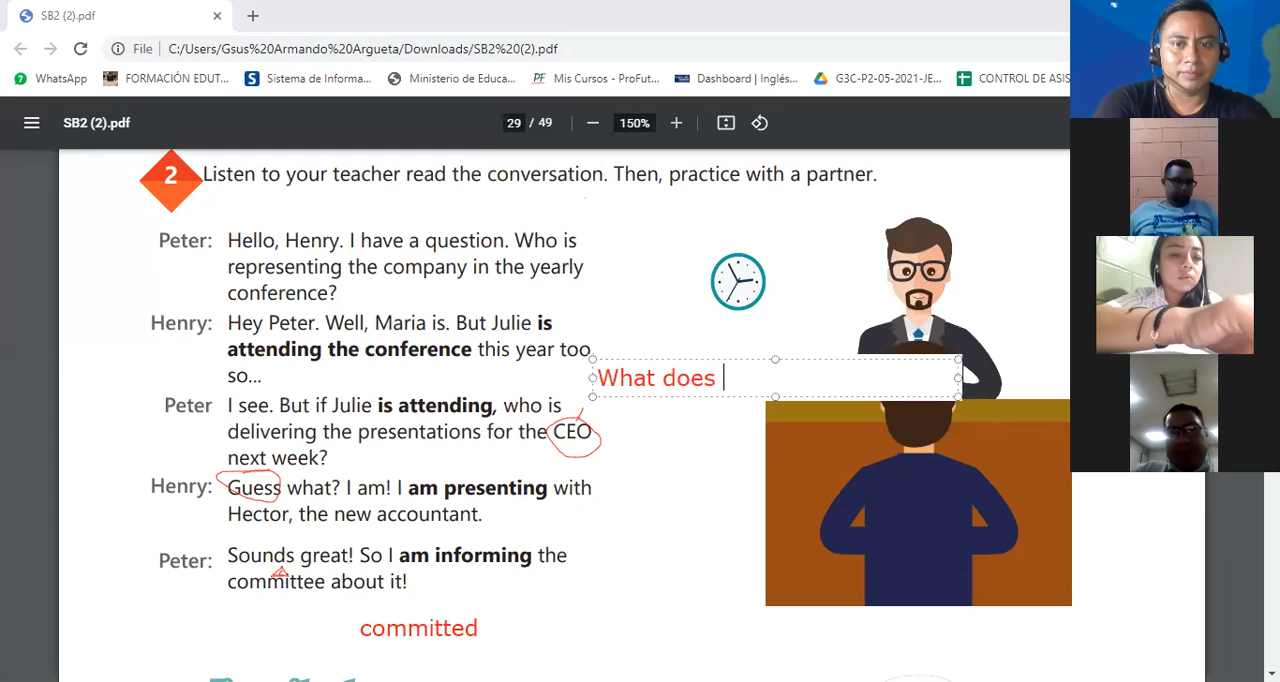 SB2 (2).pdf
File C:/Users/Gsus%20Armando%20Argueta/Downloads/SB2%20(2).pdf
WhatsApp FORMACIÓN EDUT... Sistema de Informa... Ministerio de Educa... Mis Cursos - ProFut... Dashboard | Inglés... G3C-P2-05-2021-JE... CONTROL DE ASIS
SB2 (2).pdf 29 / 49 150%
2 Listen to your teacher read the conversation. Then, practice with a partner.
Peter: Hello, Henry. I have a question. Who is
representing the company in the yearly
conference?
Henry: Hey Peter. Well, Maria is. But Julie is
attending the conference this year too
so...
What does
Peter I see. But if Julie is attending, who is
delivering the presentations for the CEO
next week?
Henry: Guess what? I am! I am presenting with
Hector, the new accountant.
Peter: Sounds great! So I am informing the
committee about it!
committed